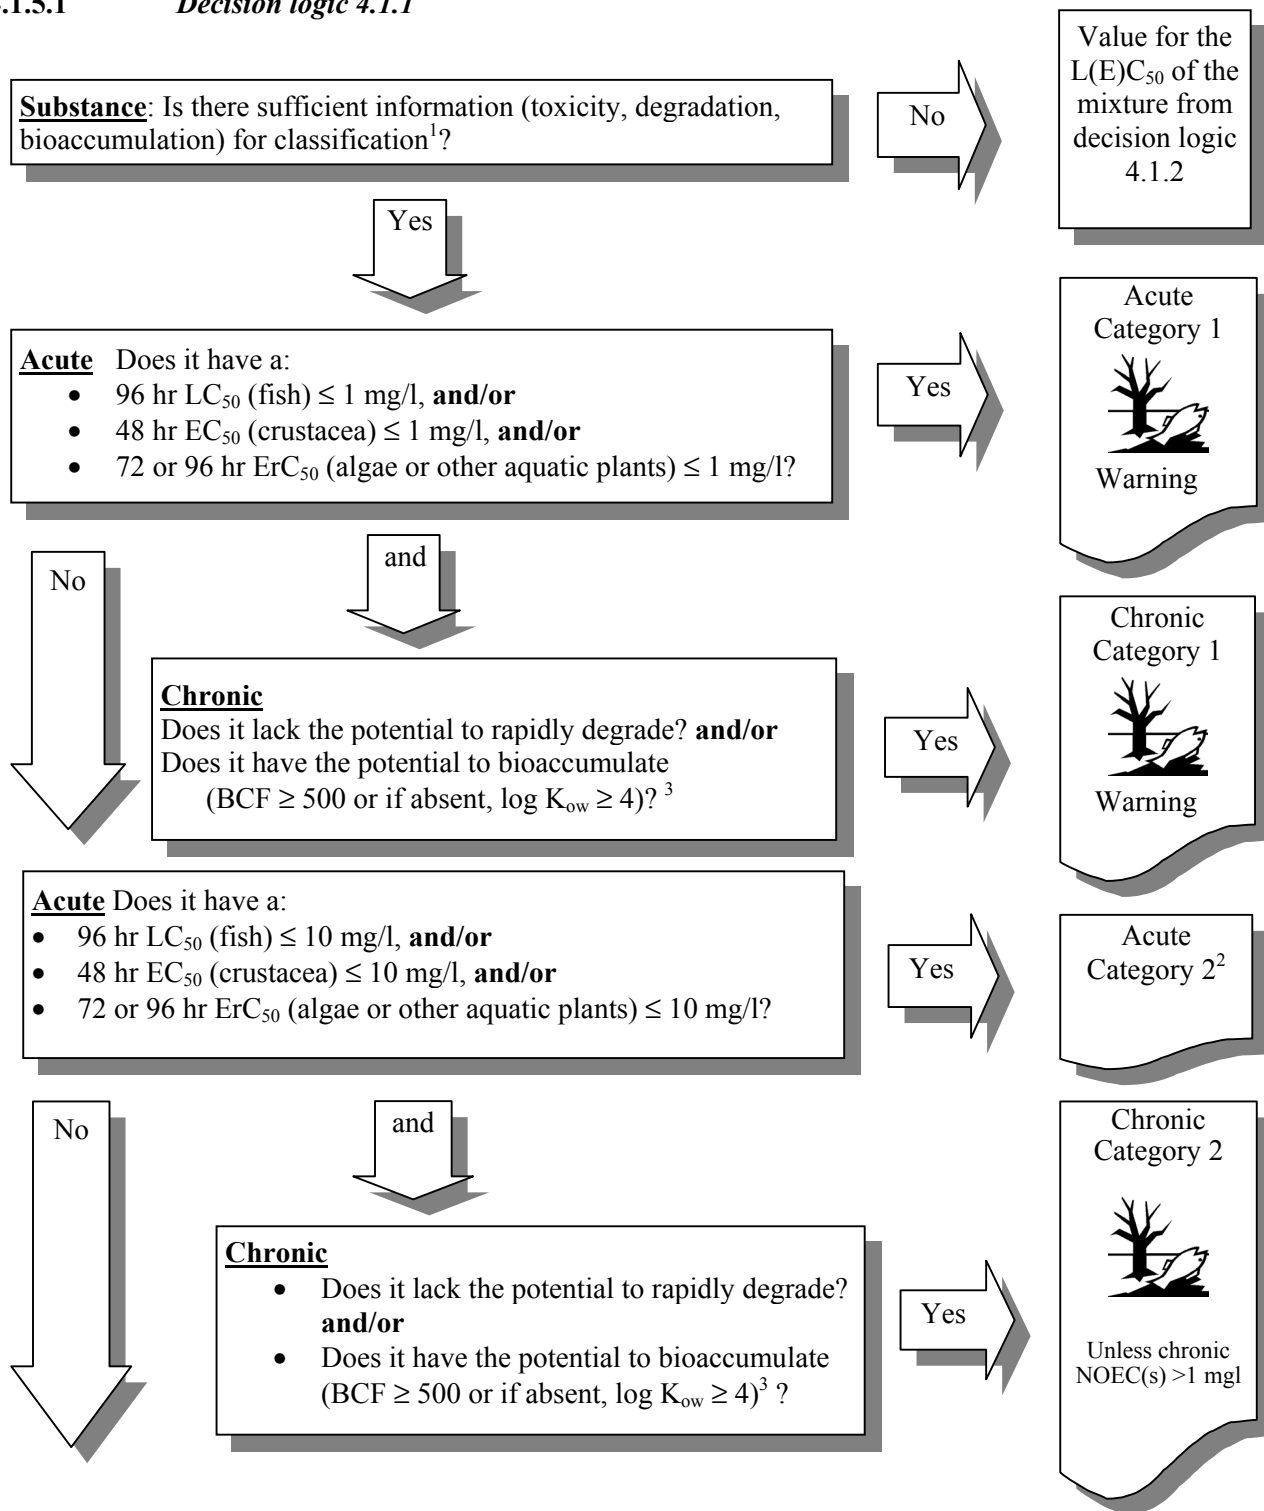 4.1.5.1 Decision logic 4.1.1
Substance: Is there sufficient information (toxicity, degradation,
bioaccumulation) for classification¹?
No
Value for the
L(E)C₅₀ of the
mixture from
decision logic
4.1.2
Yes
Acute Does it have a:
• 96 hr LC₅₀ (fish) ≤ 1 mg/l, and/or
• 48 hr EC₅₀ (crustacea) ≤ 1 mg/l, and/or
• 72 or 96 hr ErC₅₀ (algae or other aquatic plants) ≤ 1 mg/l?
Yes
Acute
Category 1
Warning
No
and
Chronic
Does it lack the potential to rapidly degrade? and/or
Does it have the potential to bioaccumulate
(BCF ≥ 500 or if absent, log Kₒw ≥ 4)? ³
Yes
Chronic
Category 1
Warning
Acute Does it have a:
• 96 hr LC₅₀ (fish) ≤ 10 mg/l, and/or
• 48 hr EC₅₀ (crustacea) ≤ 10 mg/l, and/or
• 72 or 96 hr ErC₅₀ (algae or other aquatic plants) ≤ 10 mg/l?
Yes
Acute
Category 2²
No
and
Chronic
• Does it lack the potential to rapidly degrade?
and/or
• Does it have the potential to bioaccumulate
(BCF ≥ 500 or if absent, log Kₒw ≥ 4)³ ?
Yes
Chronic
Category 2
Unless chronic
NOEC(s) >1 mgl